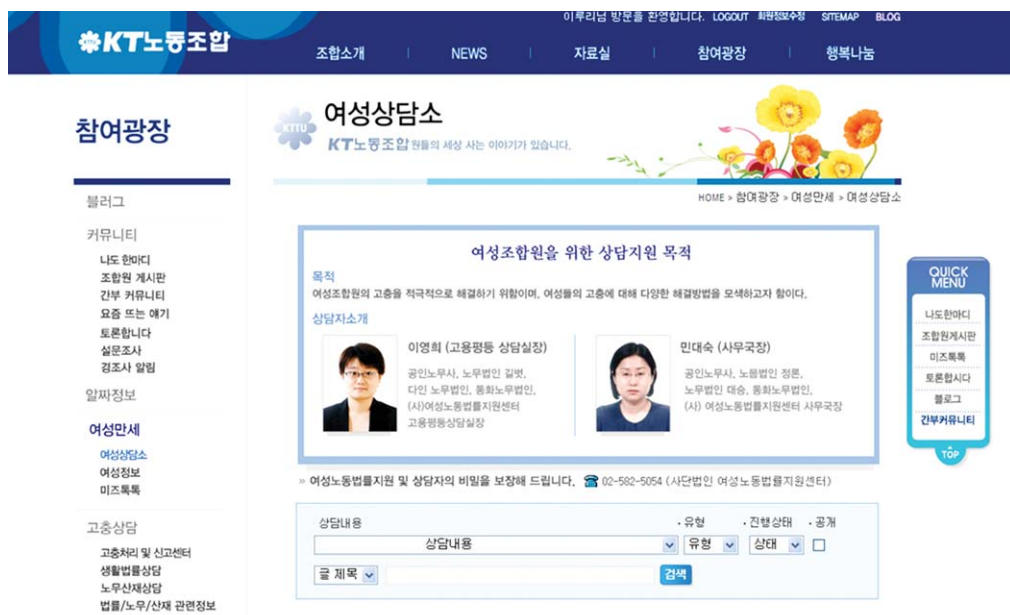 이루리님 방문을 환영합니다. LOGOUT 회원정보수정 SITEMAP BLOG
KT노동조합
조합소개 NEWS 자료실 참여광장 행복나눔
참여광장
블러그
커뮤니티
나도 한마디
조합원 게시판
간부 커뮤니티
요즘 뜨는 얘기
토론합니다
설문조사
경조사 알림
알짜정보
여성만세
여성상담소
여성정보
미즈톡톡
고충상담
고충처리 및 신고센터
생활법률상담
노무산재상담
법률/노무/산재 관련정보
KTTU
여성상담소
KT노동조합원들의 세상 사는 이야기가 있습니다.
HOME » 참여광장 » 여성만세 » 여성상담소
여성조합원을 위한 상담지원 목적
목적
여성조합원의 고충을 적극적으로 해결하기 위함이며, 여성들의 고충에 대해 다양한 해결방법을 모색하고자 함이다.
상담자소개
이영희 (고용평등 상담실장)
공인노무사, 노무법인 길벗,
다인 노무법인, 동화노무법인,
(사)여성노동법률지원센터
고용평등상담실장
민대숙 (사무국장)
공인노무사, 노믐법인 정론,
노무법인 대승, 동화노무법인,
(사) 여성노동법률지원센터 사무국장
» 여성노동법률지원 및 상담자의 비밀을 보장해 드립니다. ☎ 02-582-5054 (사단법인 여성노동법률지원센터)
상담내용 · 유형 · 진행상태 · 공개
상담내용 유형 상태
글 제목 검색
QUICK
MENU
나도한마디
조합원게시판
미즈톡톡
토론합시다
블로그
간부커뮤니티
TOP